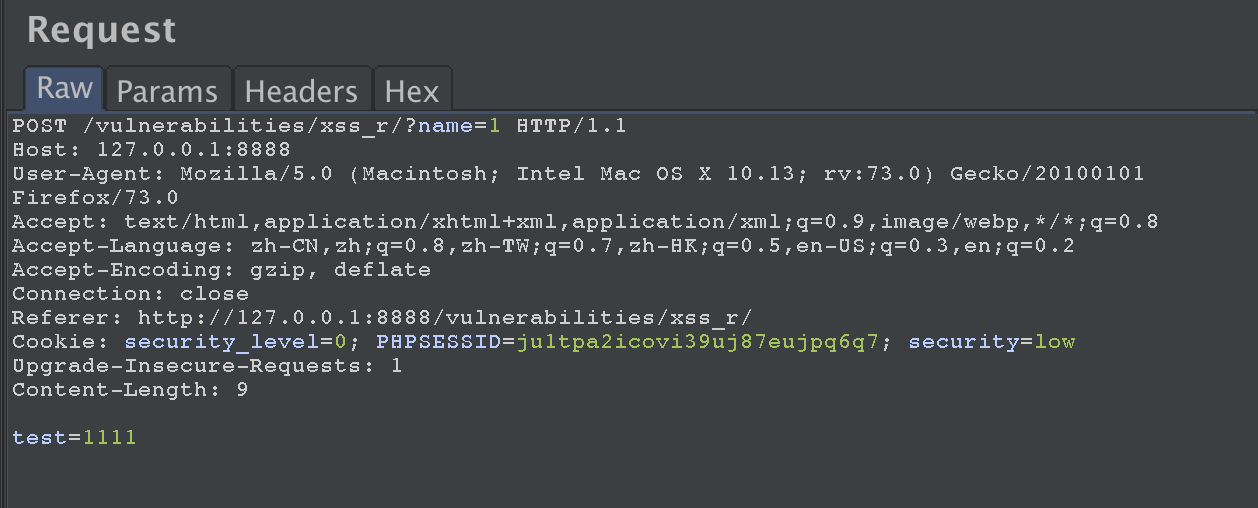 Request
Raw Params Headers Hex
POST /vulnerabilities/xss_r/?name=1 HTTP/1.1
Host: 127.0.0.1:8888
User-Agent: Mozilla/5.0 (Macintosh; Intel Mac OS X 10.13; rv:73.0) Gecko/20100101
Firefox/73.0
Accept: text/html,application/xhtml+xml,application/xml;q=0.9,image/webp,*/*;q=0.8
Accept-Language: zh-CN,zh;q=0.8,zh-TW;q=0.7,zh-HK;q=0.5,en-US;q=0.3,en;q=0.2
Accept-Encoding: gzip, deflate
Connection: close
Referer: http://127.0.0.1:8888/vulnerabilities/xss_r/
Cookie: security_level=0; PHPSESSID=ju1tpa2icovi39uj87eujpq6q7; security=low
Upgrade-Insecure-Requests: 1
Content-Length: 9
test=1111